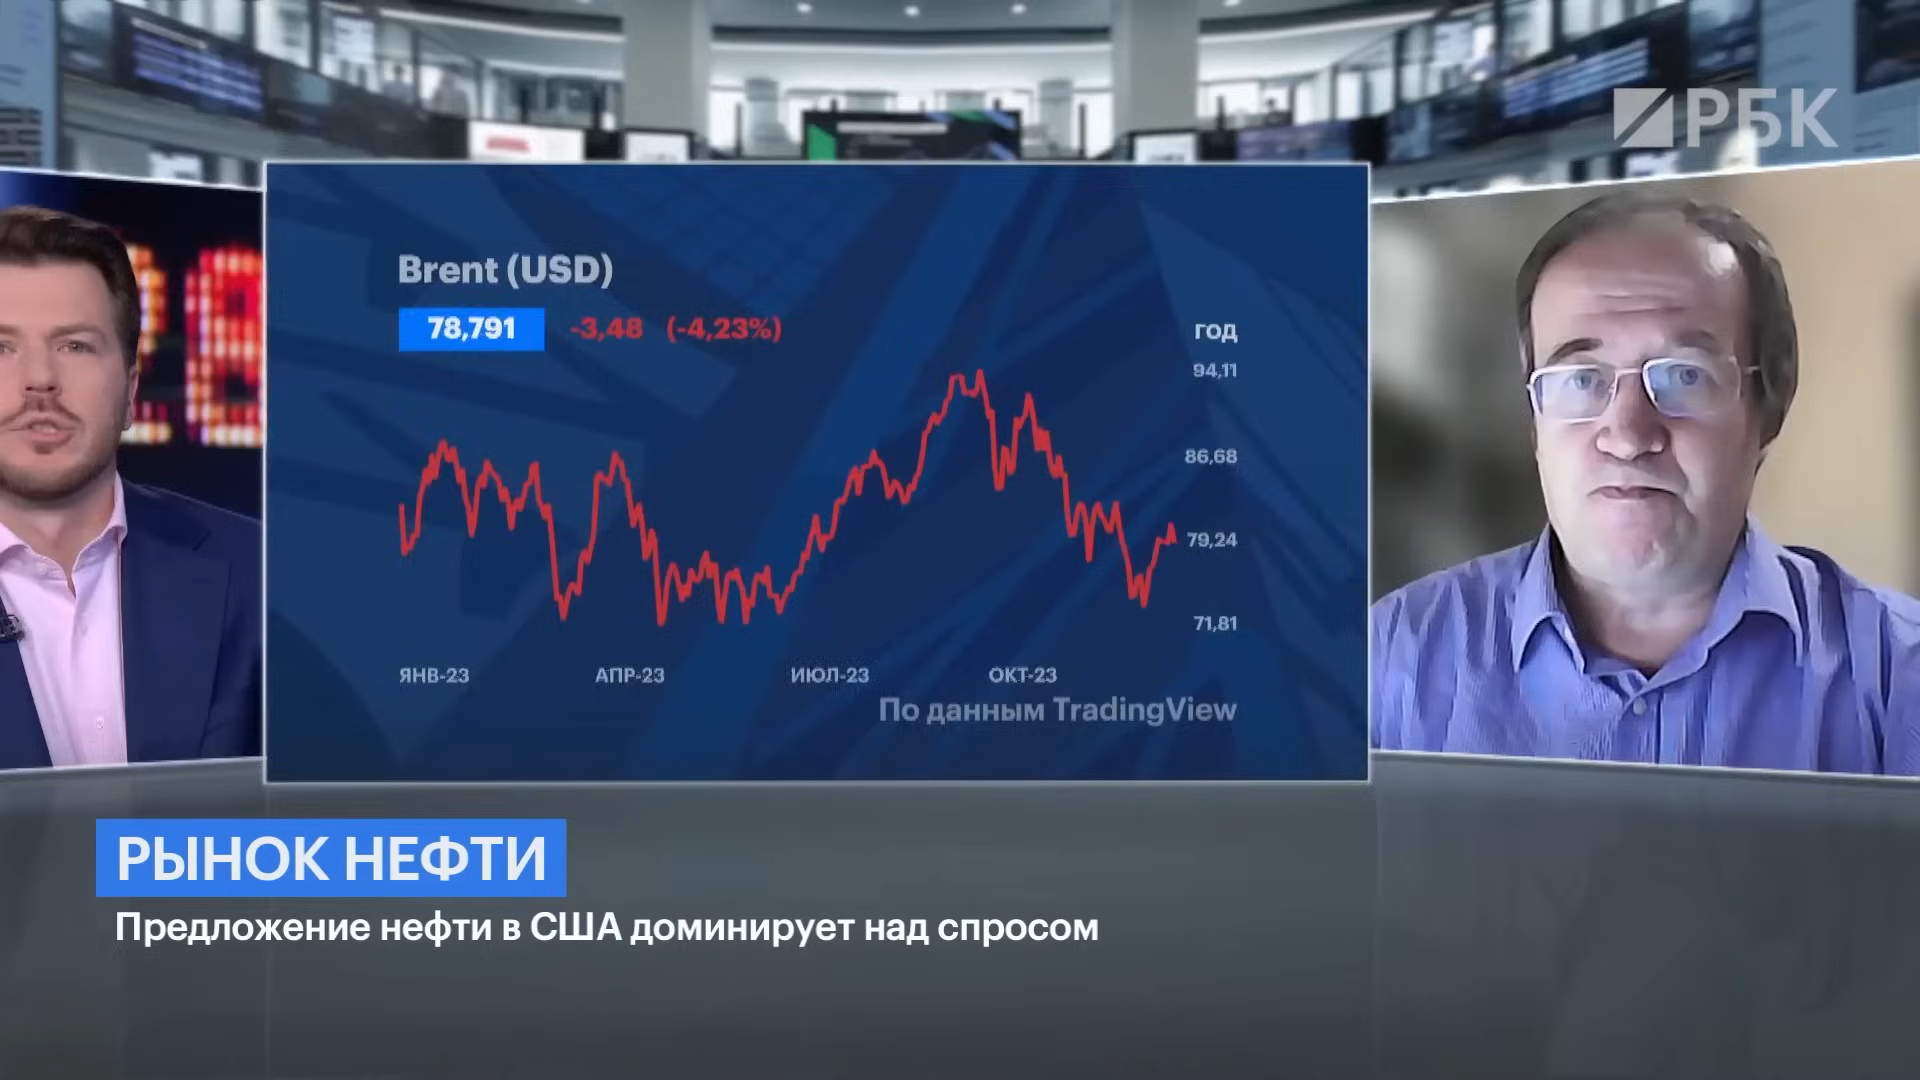 РБК
Brent (USD)
78,791 -3,48 (-4,23%)
ГОД
94,11
86,68
79,24
71,81
ЯНВ-23 АПР-23 ИЮЛ-23 ОКТ-23
По данным TradingView
РЫНОК НЕФТИ
Предложение нефти в США доминирует над спросом